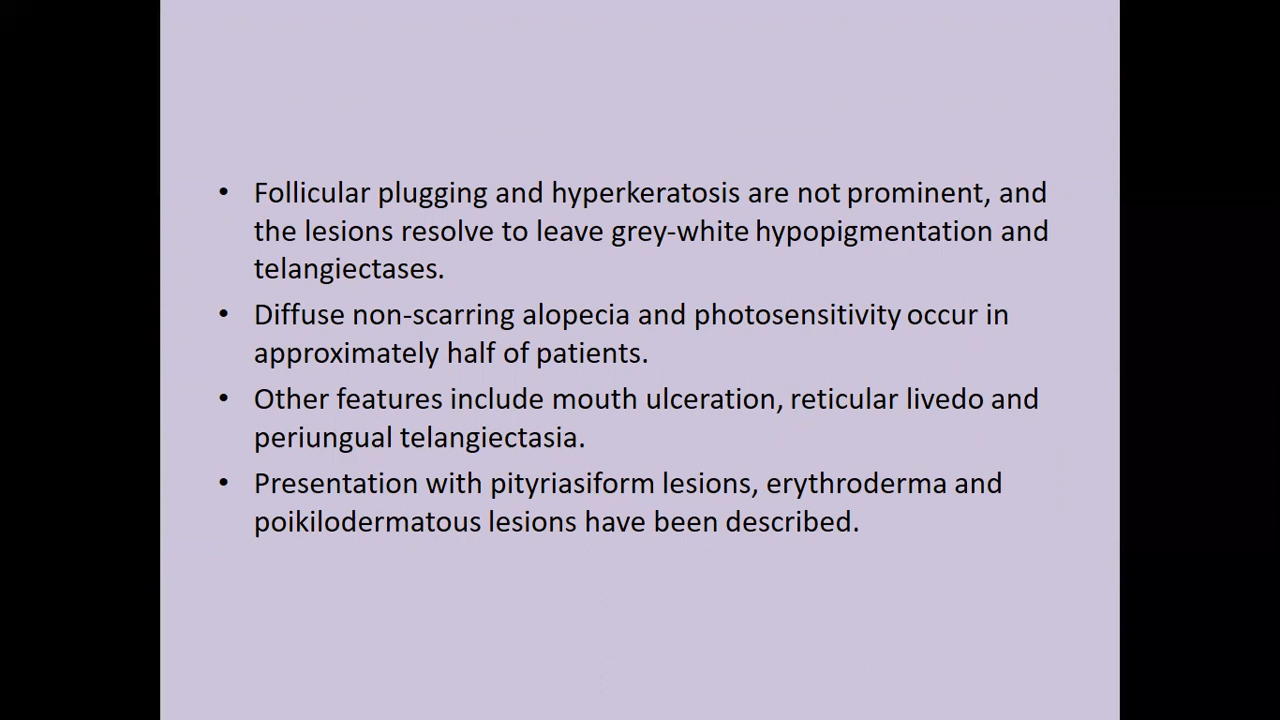 • Follicular plugging and hyperkeratosis are not prominent, and
the lesions resolve to leave grey-white hypopigmentation and
telangiectases.
• Diffuse non-scarring alopecia and photosensitivity occur in
approximately half of patients.
• Other features include mouth ulceration, reticular livedo and
periungual telangiectasia.
• Presentation with pityriasiform lesions, erythroderma and
poikilodermatous lesions have been described.